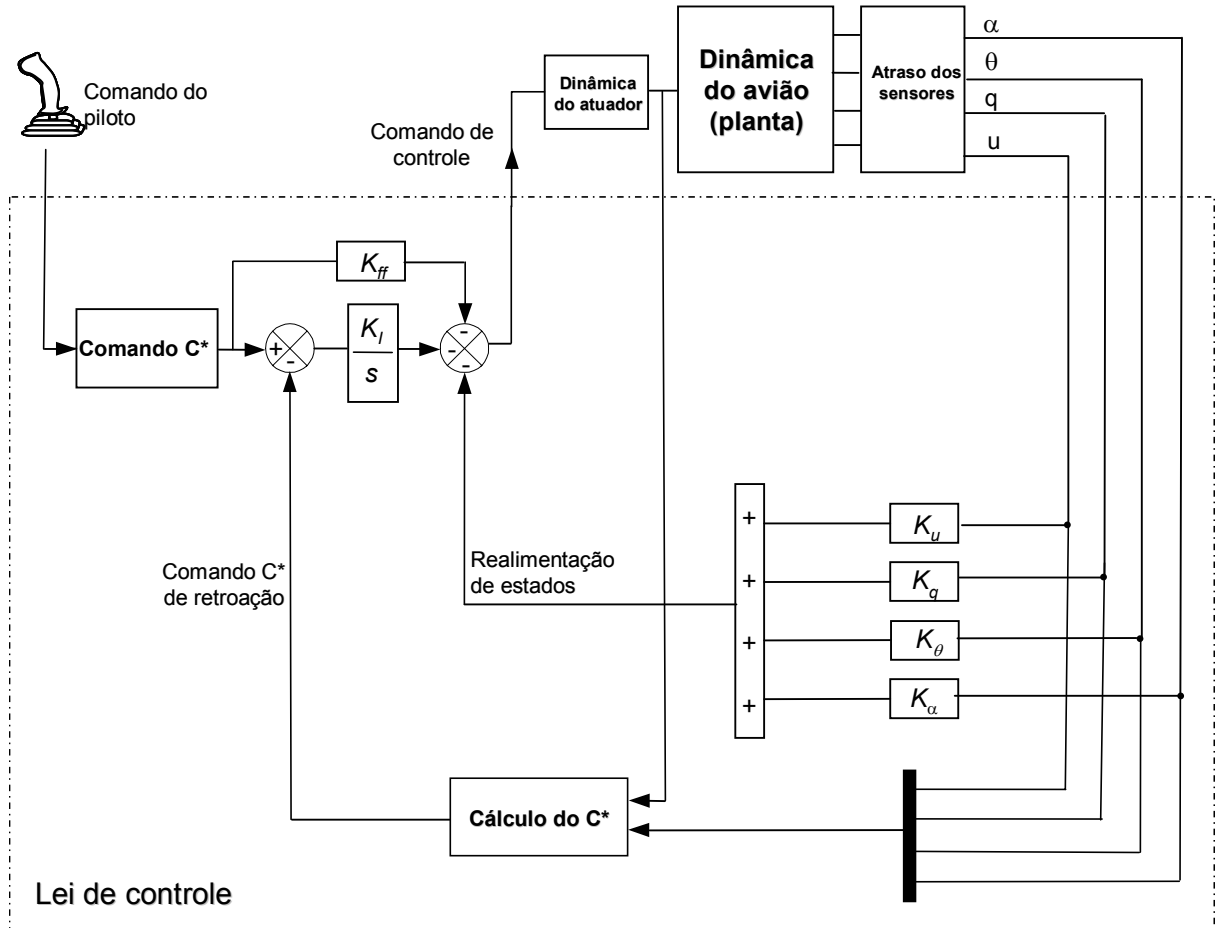 α
θ
q
u
Dinâmica
do avião
(planta)
Atraso dos
sensores
Dinâmica
do atuador
Comando do
piloto
Comando de
controle
K_ff
Comando C*
+
-
K_I
s
-
-
-
+
+
+
+
K_u
K_q
K_θ
K_α
Realimentação
de estados
Comando C*
de retroação
Cálculo do C*
Lei de controle